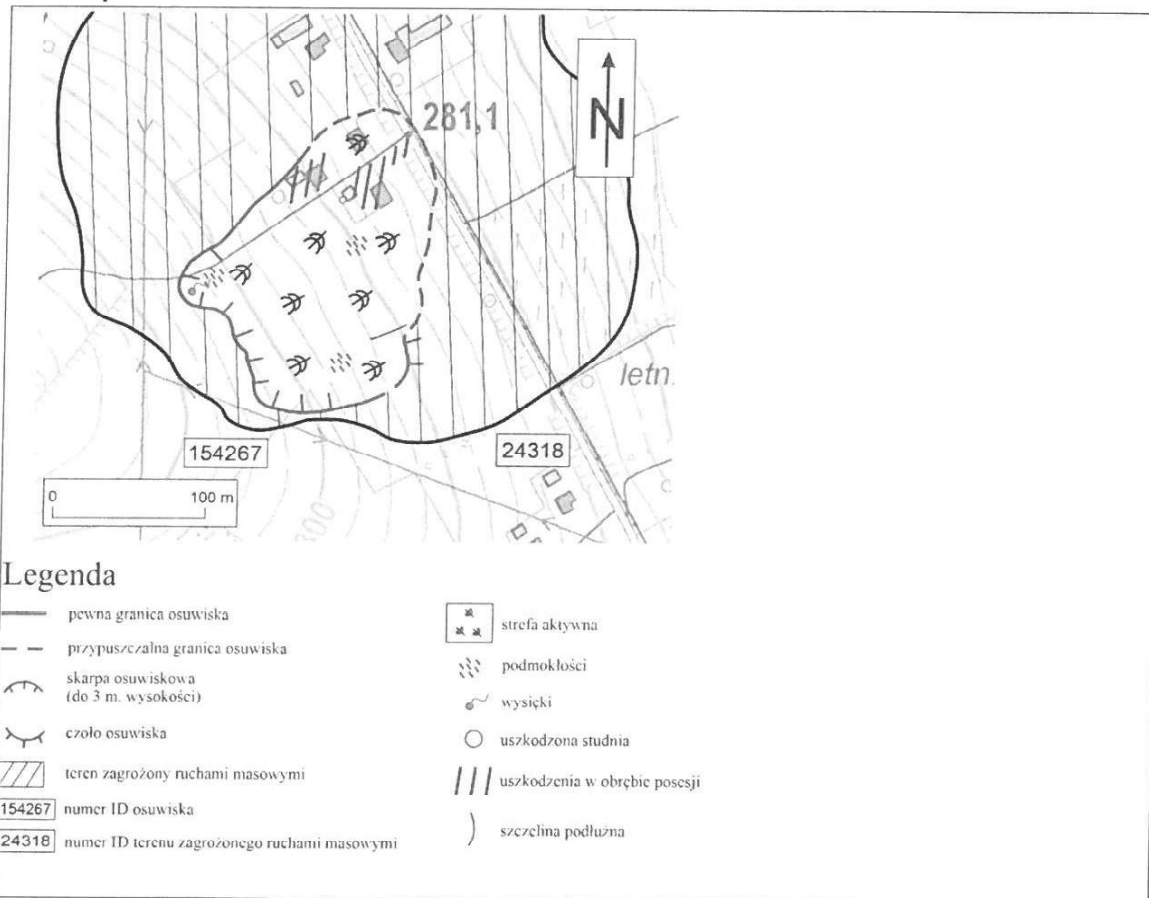 281,1
N
letn.
154267
24318
0 100 m
300
Legenda
pewna granica osuwiska
przypuszczalna granica osuwiska
skarpa osuwiskowa
(do 3 m. wysokości)
czoło osuwiska
teren zagrożony ruchami masowymi
154267 numer ID osuwiska
24318 numer ID terenu zagrożonego ruchami masowymi
strefa aktywna
podmokłości
wysięki
uszkodzona studnia
uszkodzenia w obrębie posesji
szczelina podłużna